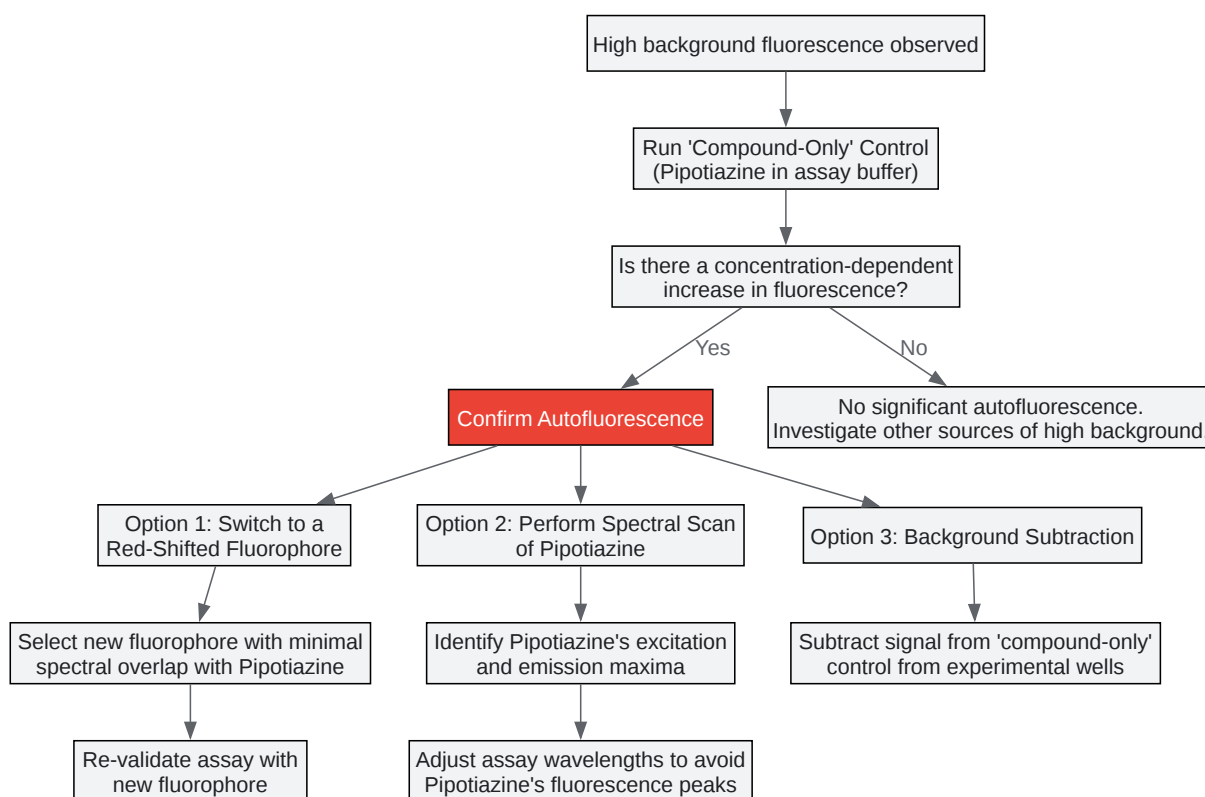 High background fluorescence observed
Run 'Compound-Only' Control
(Pipotiazine in assay buffer)
Is there a concentration-dependent
increase in fluorescence?
Yes
No
Confirm Autofluorescence
No significant autofluorescence.
Investigate other sources of high background.
Option 1: Switch to a
Red-Shifted Fluorophore
Option 2: Perform Spectral Scan
of Pipotiazine
Option 3: Background Subtraction
Select new fluorophore with minimal
spectral overlap with Pipotiazine
Identify Pipotiazine's excitation
and emission maxima
Subtract signal from 'compound-only'
control from experimental wells
Re-validate assay with
new fluorophore
Adjust assay wavelengths to avoid
Pipotiazine's fluorescence peaks